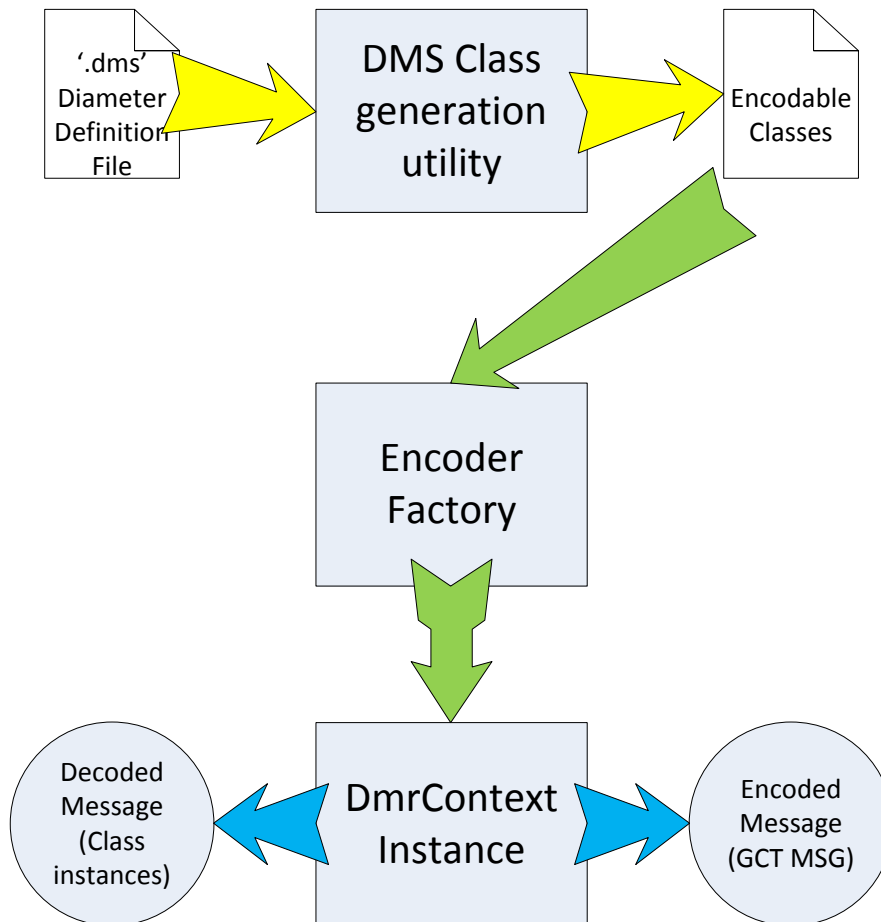 ‘.dms’
Diameter
Definition
File
DMS Class
generation
utility
Encodable
Classes
Encoder
Factory
Decoded
Message
(Class
instances)
DmrContext
Instance
Encoded
Message
(GCT MSG)